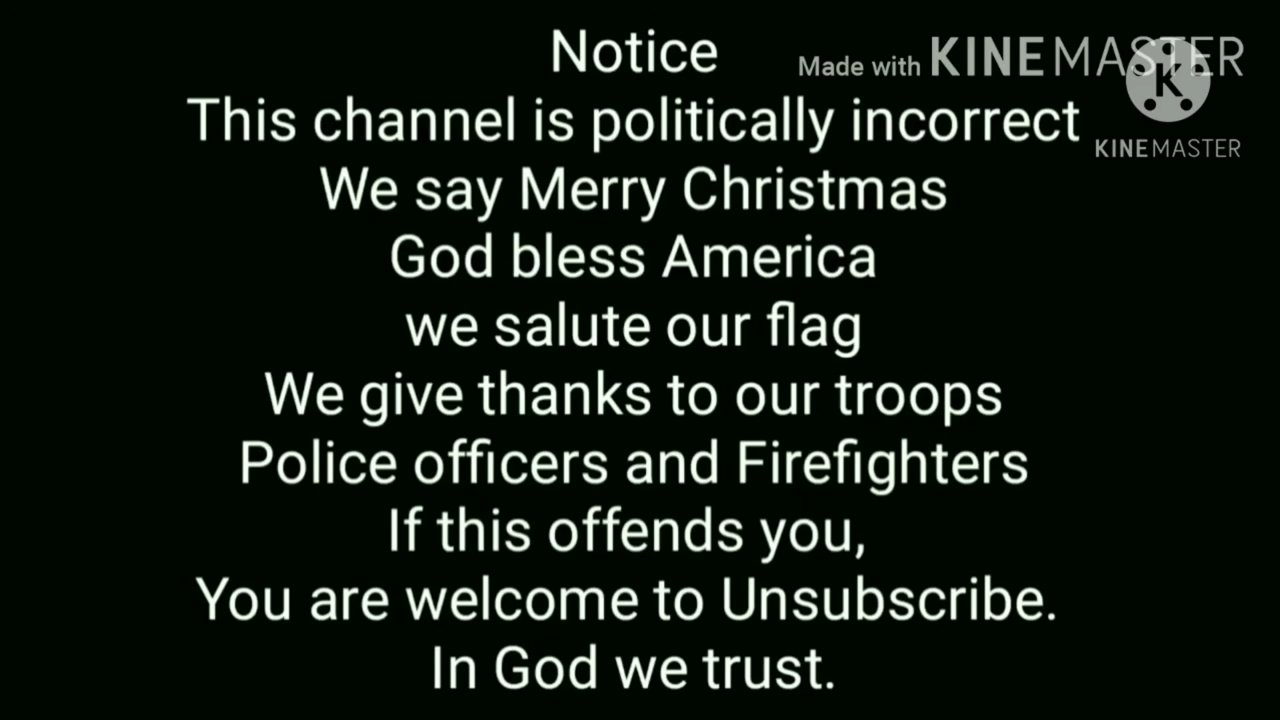 Notice
Made with KINEMASTER
K
KINEMASTER
This channel is politically incorrect
We say Merry Christmas
God bless America
we salute our flag
We give thanks to our troops
Police officers and Firefighters
If this offends you,
You are welcome to Unsubscribe.
In God we trust.